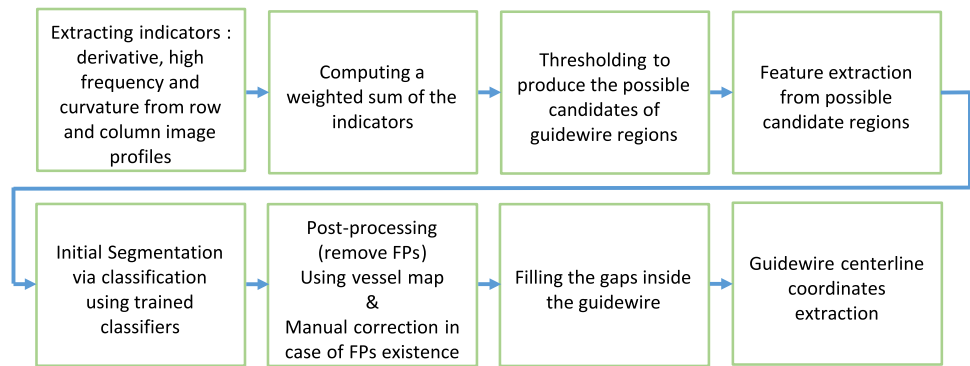 Extracting indicators :
derivative, high
frequency and
curvature from row
and column image
profiles
Computing a
weighted sum of the
indicators
Thresholding to
produce the possible
candidates of
guidewire regions
Feature extraction
from possible
candidate regions
Initial Segmentation
via classification
using trained
classifiers
Post-processing
(remove FPs)
Using vessel map
&
Manual correction in
case of FPs existence
Filling the gaps inside
the guidewire
Guidewire centerline
coordinates
extraction